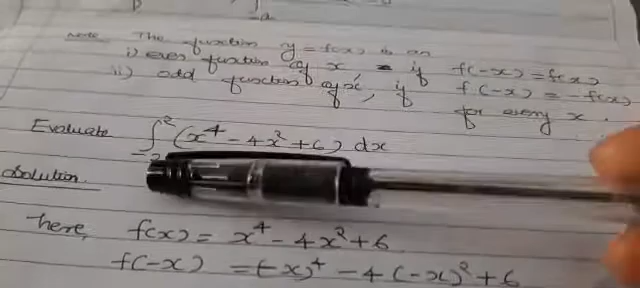 -a
note The function y = f(x) is an
i) even function of x - if f(-x) = f(x)
ii) odd function of x, if f(-x) = -f(x)
for every x.
Evaluate ∫₋₂² (x⁴ - 4x² + 6) dx
Solution.
here, f(x) = x⁴ - 4x² + 6
f(-x) = (-x)⁴ - 4(-x)² + 6